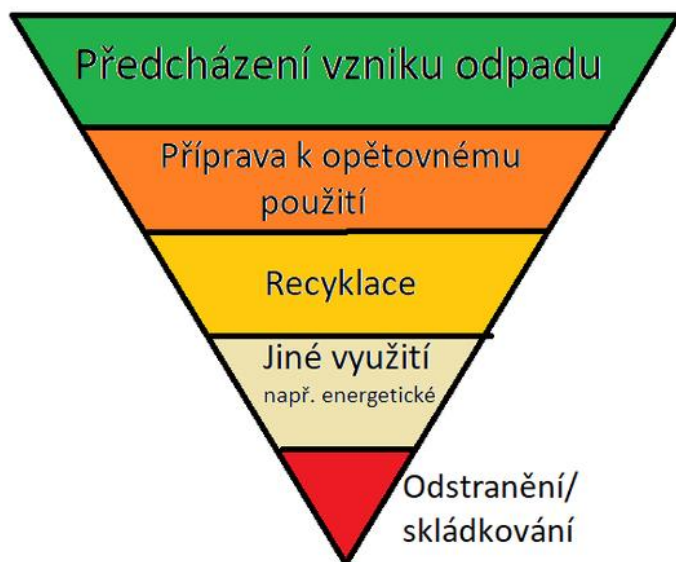 Předcházení vzniku odpadu
Příprava k opětovnému
použití
Recyklace
Jiné využití
např. energetické
Odstranění/
skládkování